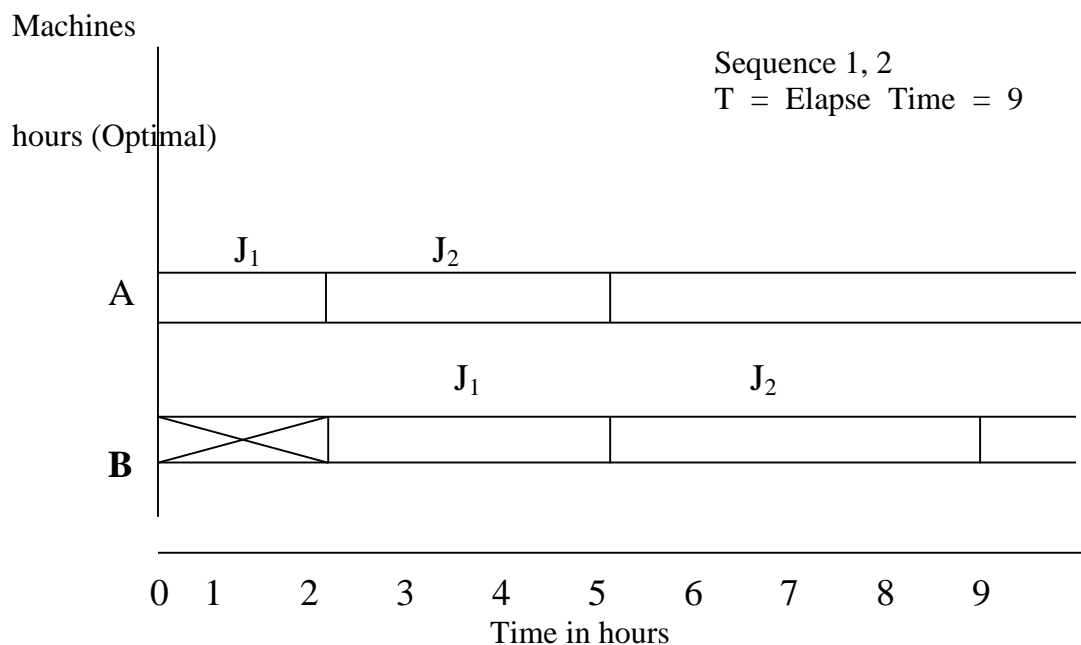 Machines
Sequence 1, 2
T = Elapse Time = 9
hours (Optimal)
J₁ J₂
A
J₁ J₂
B
0 1 2 3 4 5 6 7 8 9
Time in hours